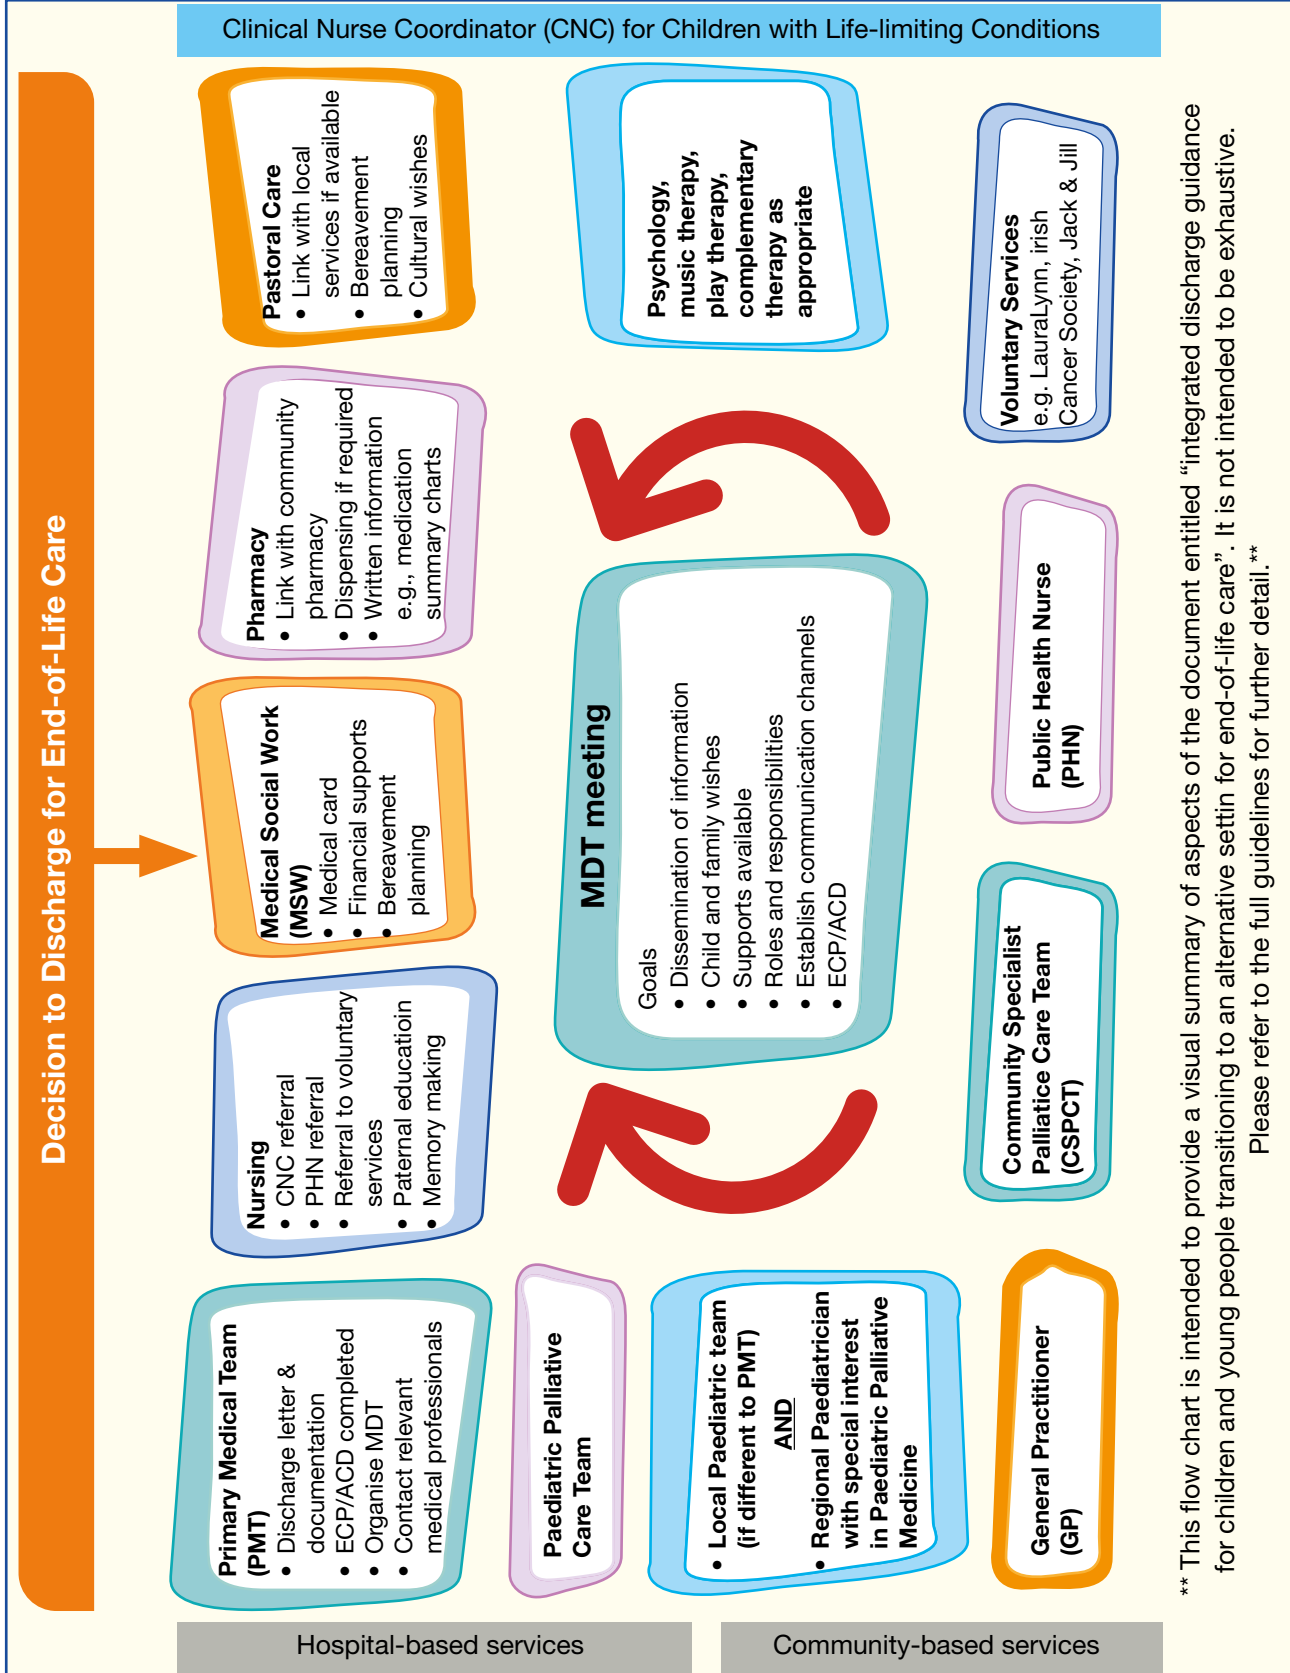 Decision to Discharge for End-of-Life Care
Clinical Nurse Coordinator (CNC) for Children with Life-limiting Conditions
Hospital-based services
Community-based services
Primary Medical Team
(PMT)
• Discharge letter &
documentation
• ECP/ACD completed
• Organise MDT
• Contact relevant
medical professionals
Nursing
• CNC referral
• PHN referral
• Referral to voluntary
services
• Paternal educatioin
• Memory making
Medical Social Work
(MSW)
• Medical card
• Financial supports
• Bereavement
planning
Pharmacy
• Link with community
pharmacy
• Dispensing if required
• Written information
e.g., medication
summary charts
Pastoral Care
• Link with local
services if available
• Bereavement
planning
• Cultural wishes
Paediatric Palliative
Care Team
MDT meeting
Goals
• Dissemination of information
• Child and family wishes
• Supports available
• Roles and responsibilities
• Establish communication channels
• ECP/ACD
Psychology,
music therapy,
play therapy,
complementary
therapy as
appropriate
• Local Paediatric team
(if different to PMT)
AND
• Regional Paediatrician
with special interest
in Paediatric Palliative
Medicine
General Practitioner
(GP)
Community Specialist
Palliatice Care Team
(CSPCT)
Public Health Nurse
(PHN)
Voluntary Services
e.g. LauraLynn, irish
Cancer Society, Jack & Jill
** This flow chart is intended to provide a visual summary of aspects of the document entitled “integrated discharge guidance
for children and young people transitioning to an alternative settin for end-of-life care”. It is not intended to be exhaustive.
Please refer to the full guidelines for further detail.**